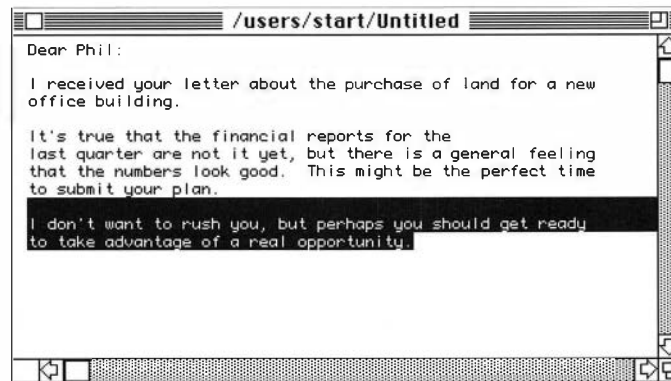 /users/start/Untitled
Dear Phil:
I received your letter about the purchase of land for a new
office building.
It's true that the financial reports for the
last quarter are not it yet, but there is a general feeling
that the numbers look good.  This might be the perfect time
to submit your plan.
I don't want to rush you, but perhaps you should get ready
to take advantage of a real opportunity.